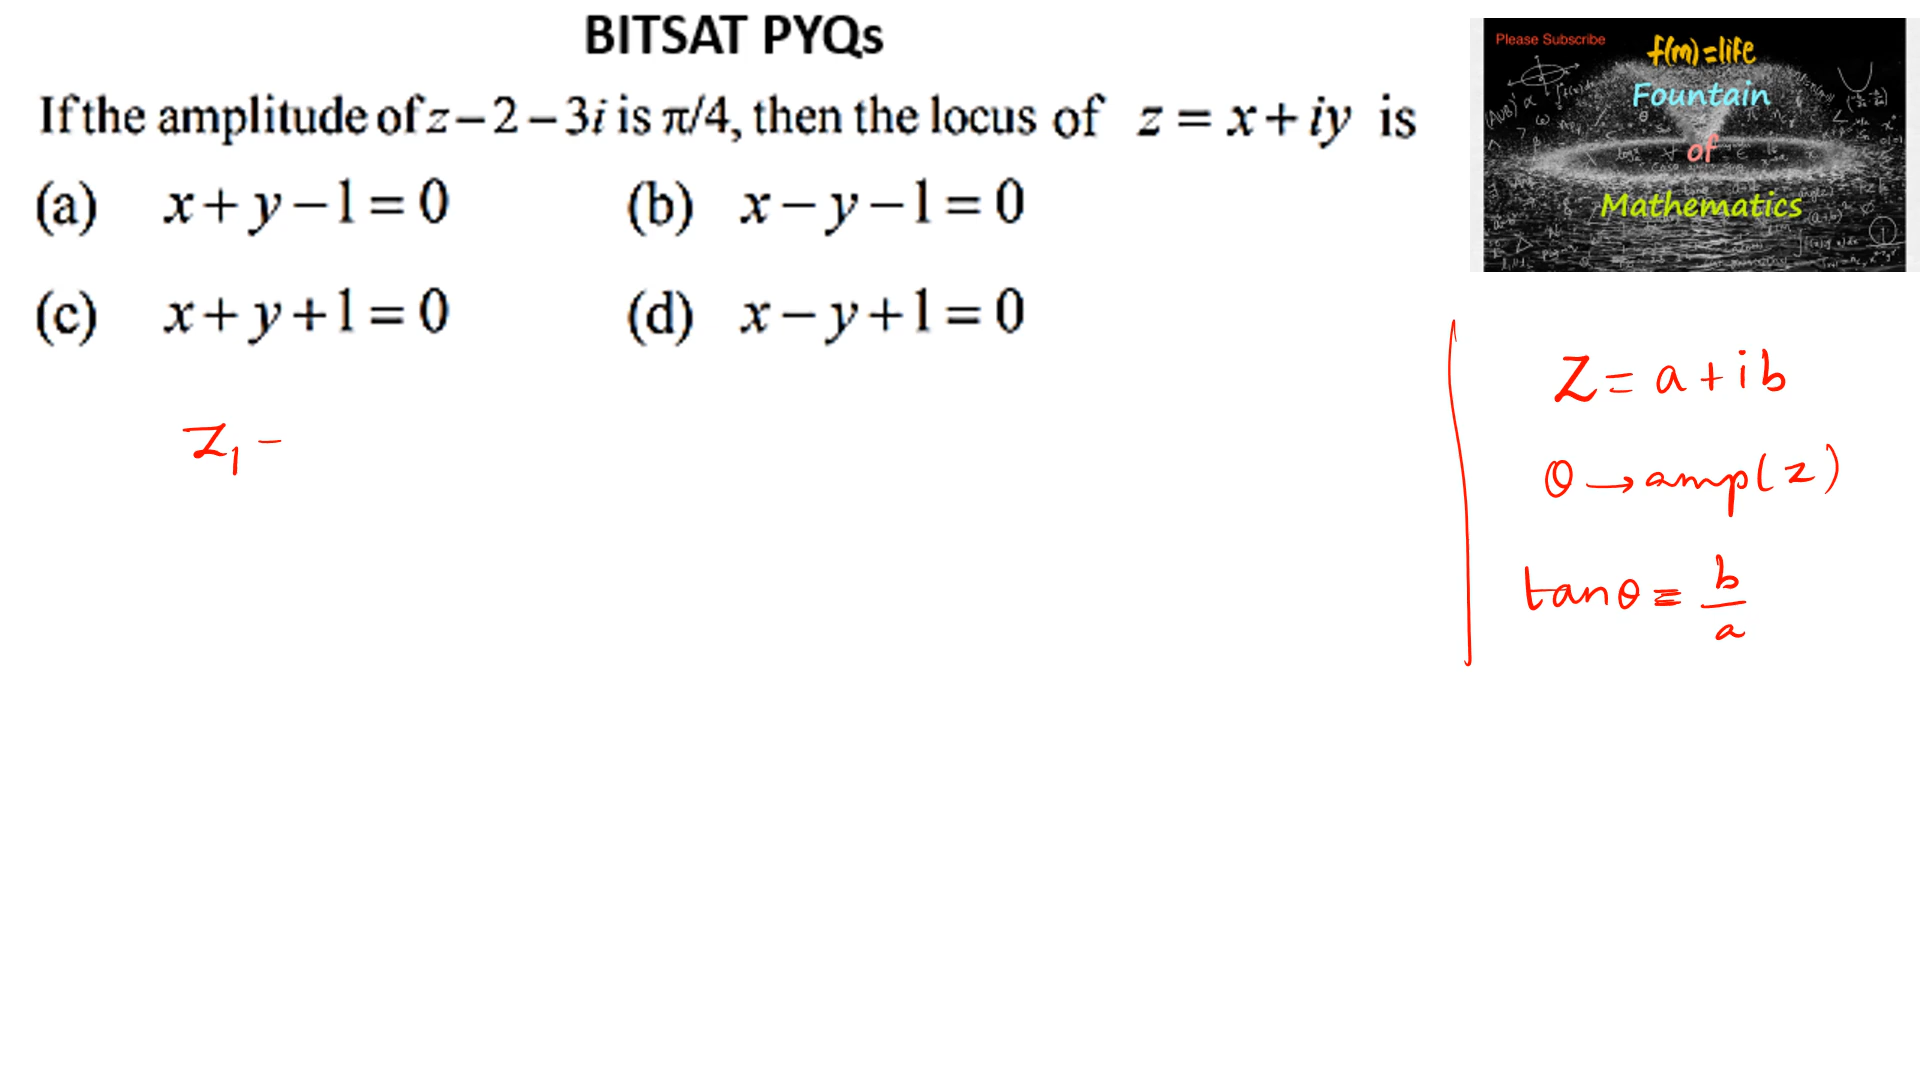 BITSAT PYQs
If the amplitude of z – 2 – 3i is π/4, then the locus of z = x + iy is
(a) x + y – 1 = 0 (b) x – y – 1 = 0
(c) x + y + 1 = 0 (d) x – y + 1 = 0
Please Subscribe
f(m)=life
Fountain
of
Mathematics
Z = a + ib
θ → amp(z)
tanθ = b/a
Z₁ -